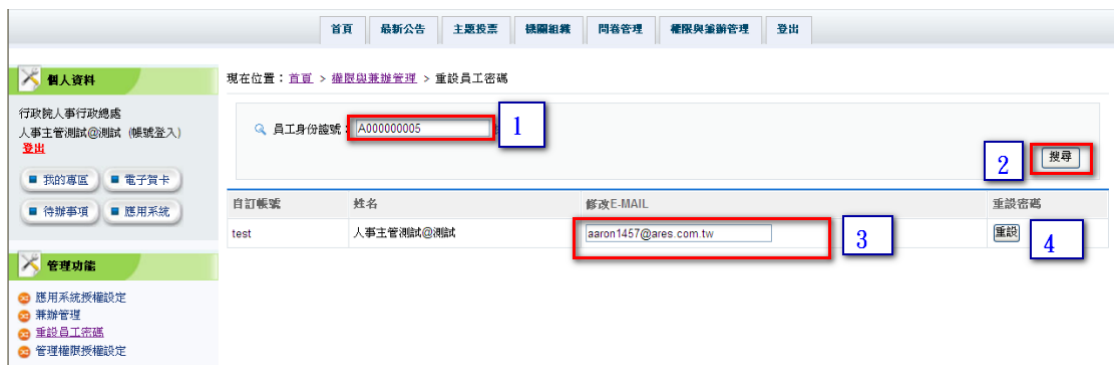 首頁 最新公告 主題投票 機關組織 問卷管理 權限與兼辦管理 登出
個人資料
行政院人事行政總處
人事主管測試@測試 (帳號登入)
登出
我的專區 電子賀卡
待辦事項 應用系統
管理功能
應用系統授權設定
兼辦管理
重設員工密碼
管理權限授權設定
現在位置：首頁 > 權限與兼辦管理 > 重設員工密碼
員工身份證號： A000000005 1
2 搜尋
自訂帳號 姓名 修改E-MAIL 重設密碼
test 人事主管測試@測試 aaron1457@ares.com.tw 3 重設 4